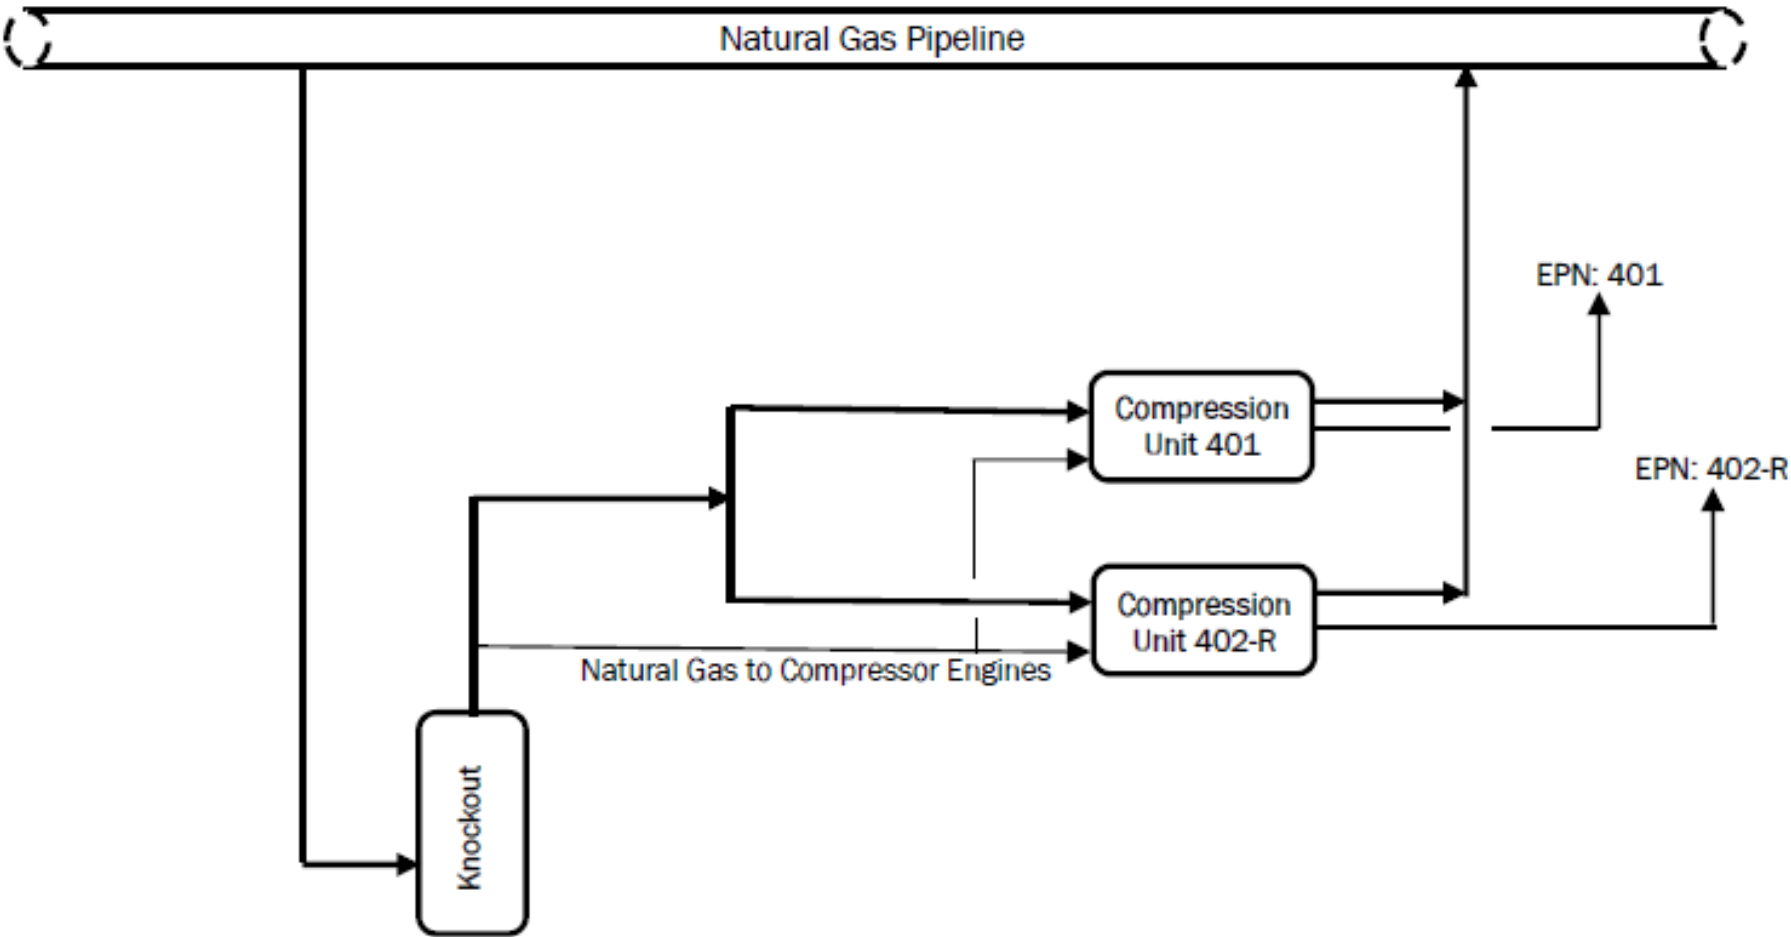 Natural Gas Pipeline
EPN: 401
Compression
Unit 401
EPN: 402-R
Compression
Unit 402-R
Natural Gas to Compressor Engines
Knockout